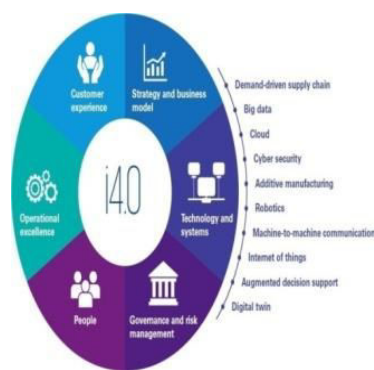 Customer
experience
Strategy and business
model
Operational
excellence
i4.0
Technology and
systems
People
Governance and risk
management
Demand-driven supply chain
Big data
Cloud
Cyber security
Additive manufacturing
Robotics
Machine-to-machine communication
Internet of things
Augmented decision support
Digital twin